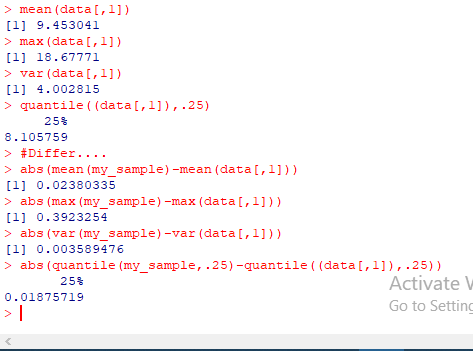 > mean(data[,1])
[1] 9.453041
> max(data[,1])
[1] 18.67771
> var(data[,1])
[1] 4.002815
> quantile((data[,1]),.25)
25%
8.105759
> #Differ....
> abs(mean(my_sample)-mean(data[,1]))
[1] 0.02380335
> abs(max(my_sample)-max(data[,1]))
[1] 0.3923254
> abs(var(my_sample)-var(data[,1]))
[1] 0.003589476
> abs(quantile(my_sample,.25)-quantile((data[,1]),.25))
25%
0.01875719
>
Activate W
Go to Setting